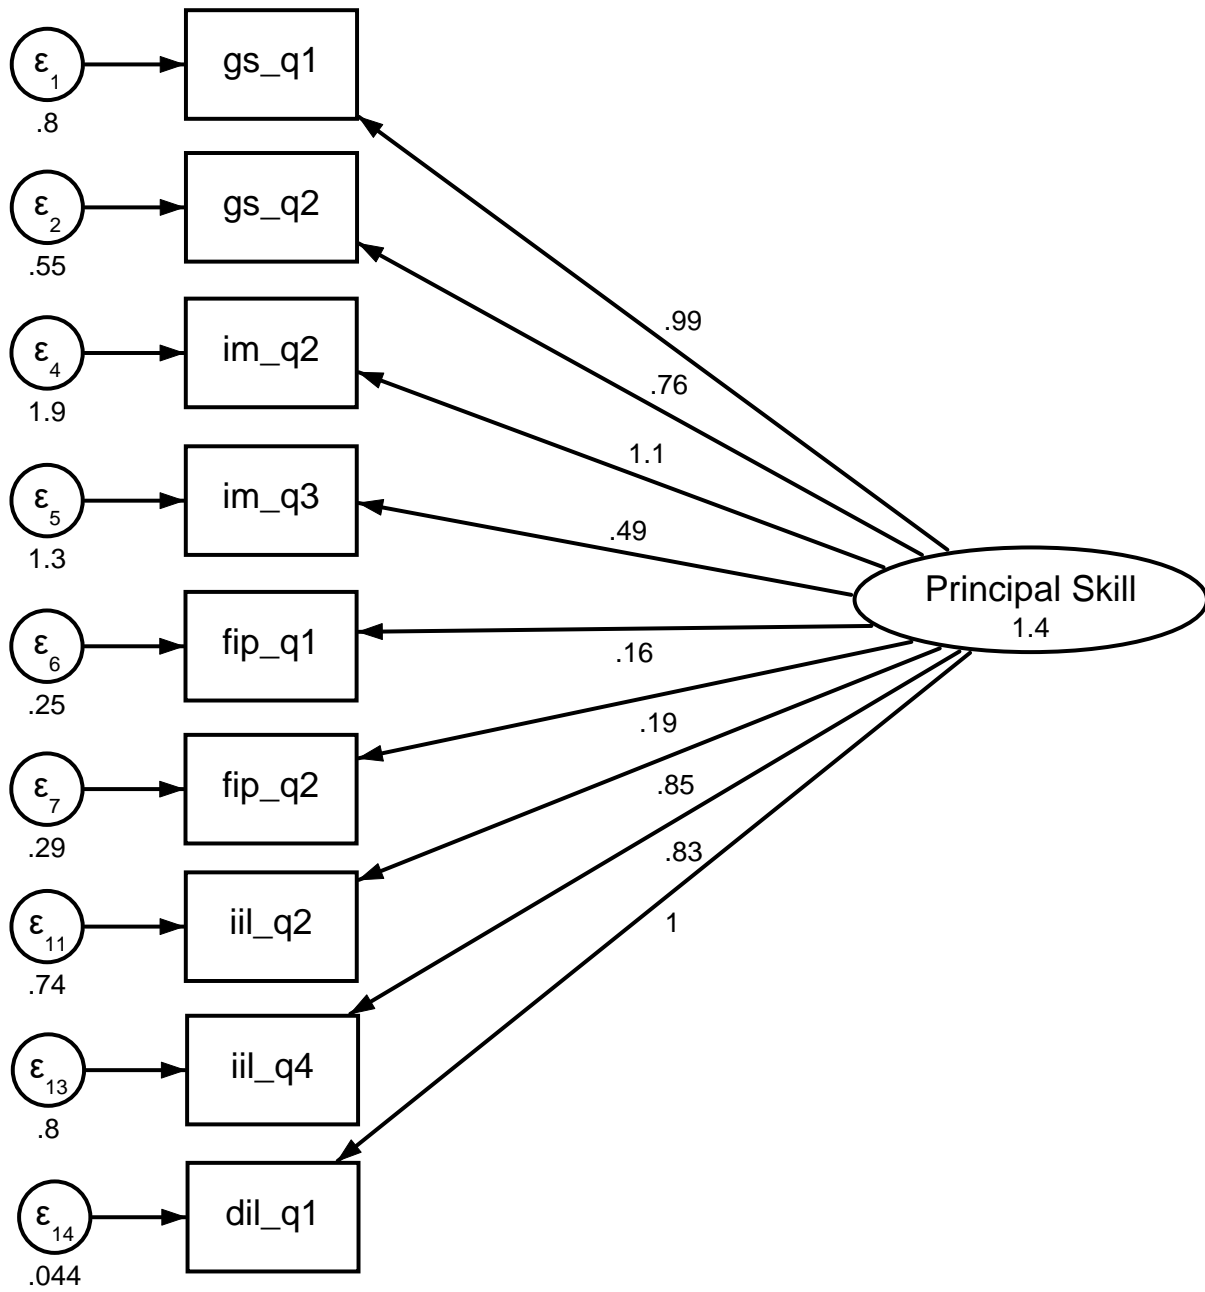 ε1
.8
gs_q1
ε2
.55
gs_q2
.99
.76
ε4
1.9
im_q2
1.1
ε5
1.3
im_q3
.49
Principal Skill
1.4
ε6
.25
fip_q1
.16
ε7
.29
fip_q2
.19
.85
.83
ε11
.74
iil_q2
1
ε13
.8
iil_q4
ε14
.044
dil_q1